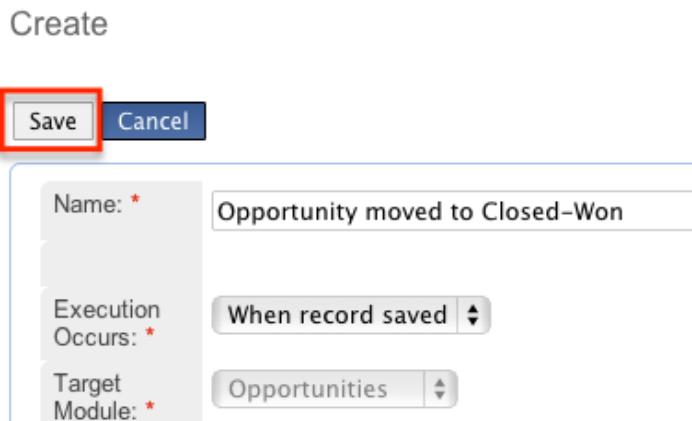 Create
Save Cancel
Name: * Opportunity moved to Closed-Won
Execution
Occurs: * When record saved
Target
Module: * Opportunities